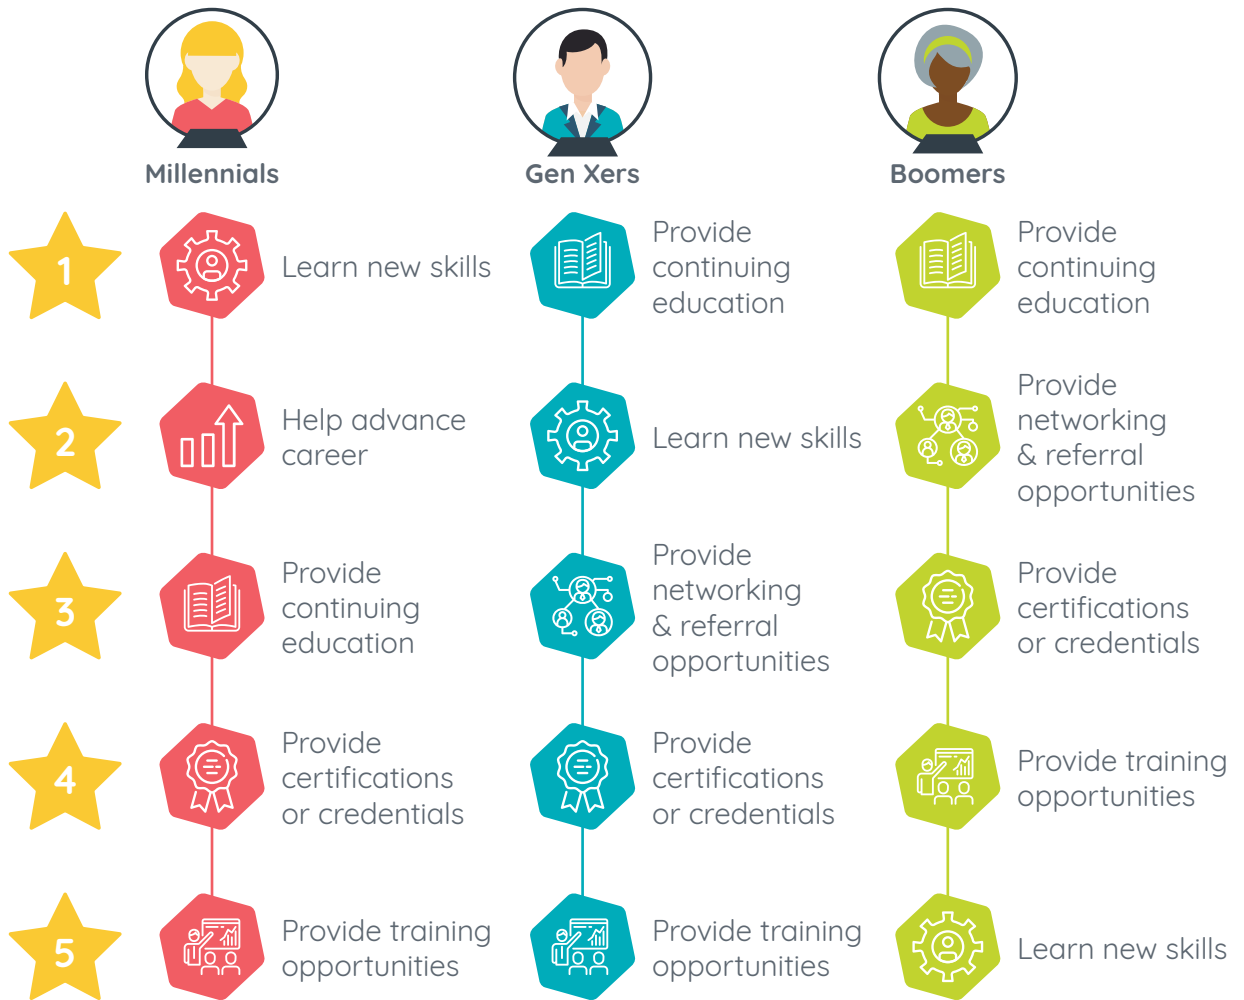 Millennials
Gen Xers
Boomers
1
Learn new skills
Provide
continuing
education
Provide
continuing
education
2
Help advance
career
Learn new skills
Provide
networking
& referral
opportunities
3
Provide
continuing
education
Provide
networking
& referral
opportunities
Provide
certifications
or credentials
4
Provide
certifications
or credentials
Provide
certifications
or credentials
Provide training
opportunities
5
Provide training
opportunities
Provide training
opportunities
Learn new skills